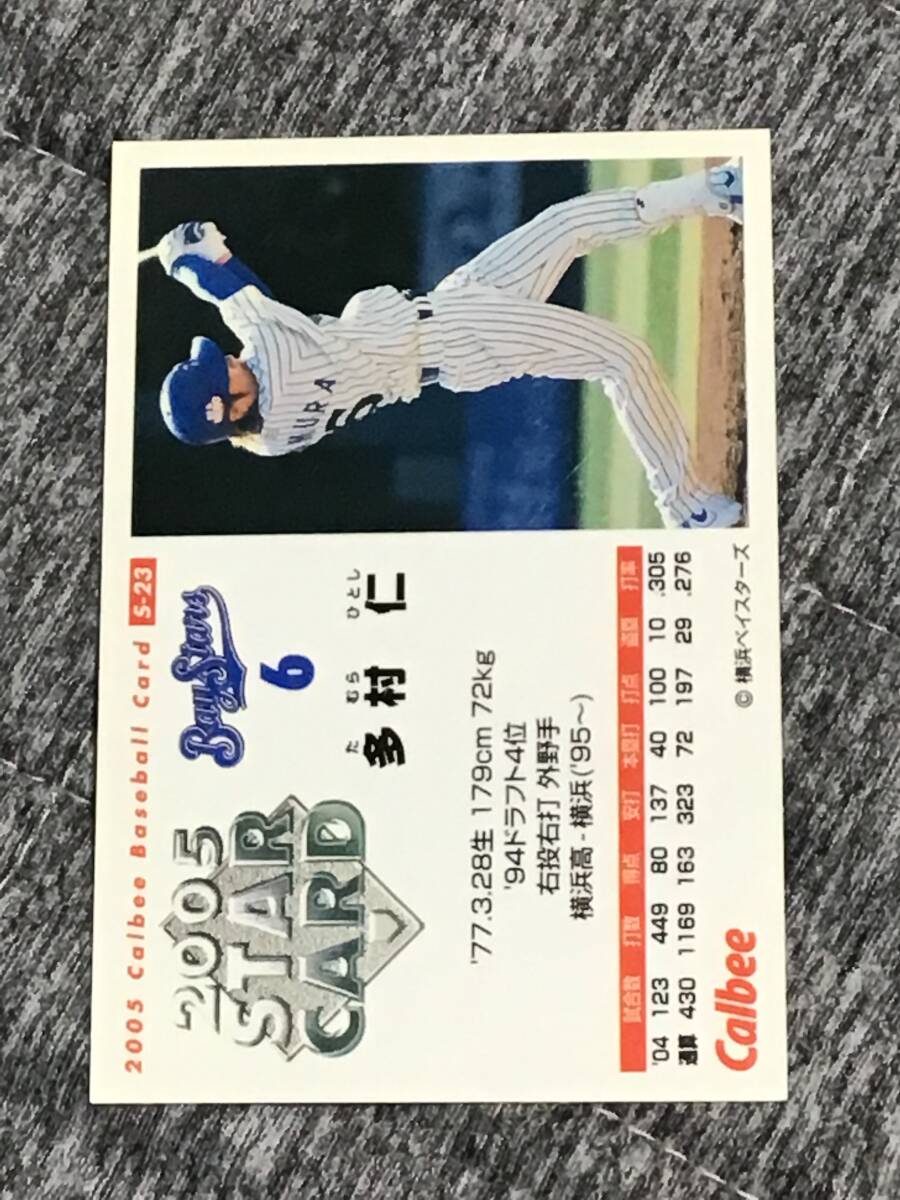 2005 Calbee Baseball Card S-23
2005
STAR
CARD
BayStars
6
た むら ひとし
多村 仁
'77.3.28生 179cm 72kg
'94ドラフト4位
右投右打 外野手
横浜高-横浜('95～)
試合数 打数 得点 安打 本塁打 打点 盗塁 打率
'04 123 449 80 137 40 100 10 .305
通算 430 1169 163 323 72 197 29 .276
Calbee
© 横浜ベイスターズ
MURA